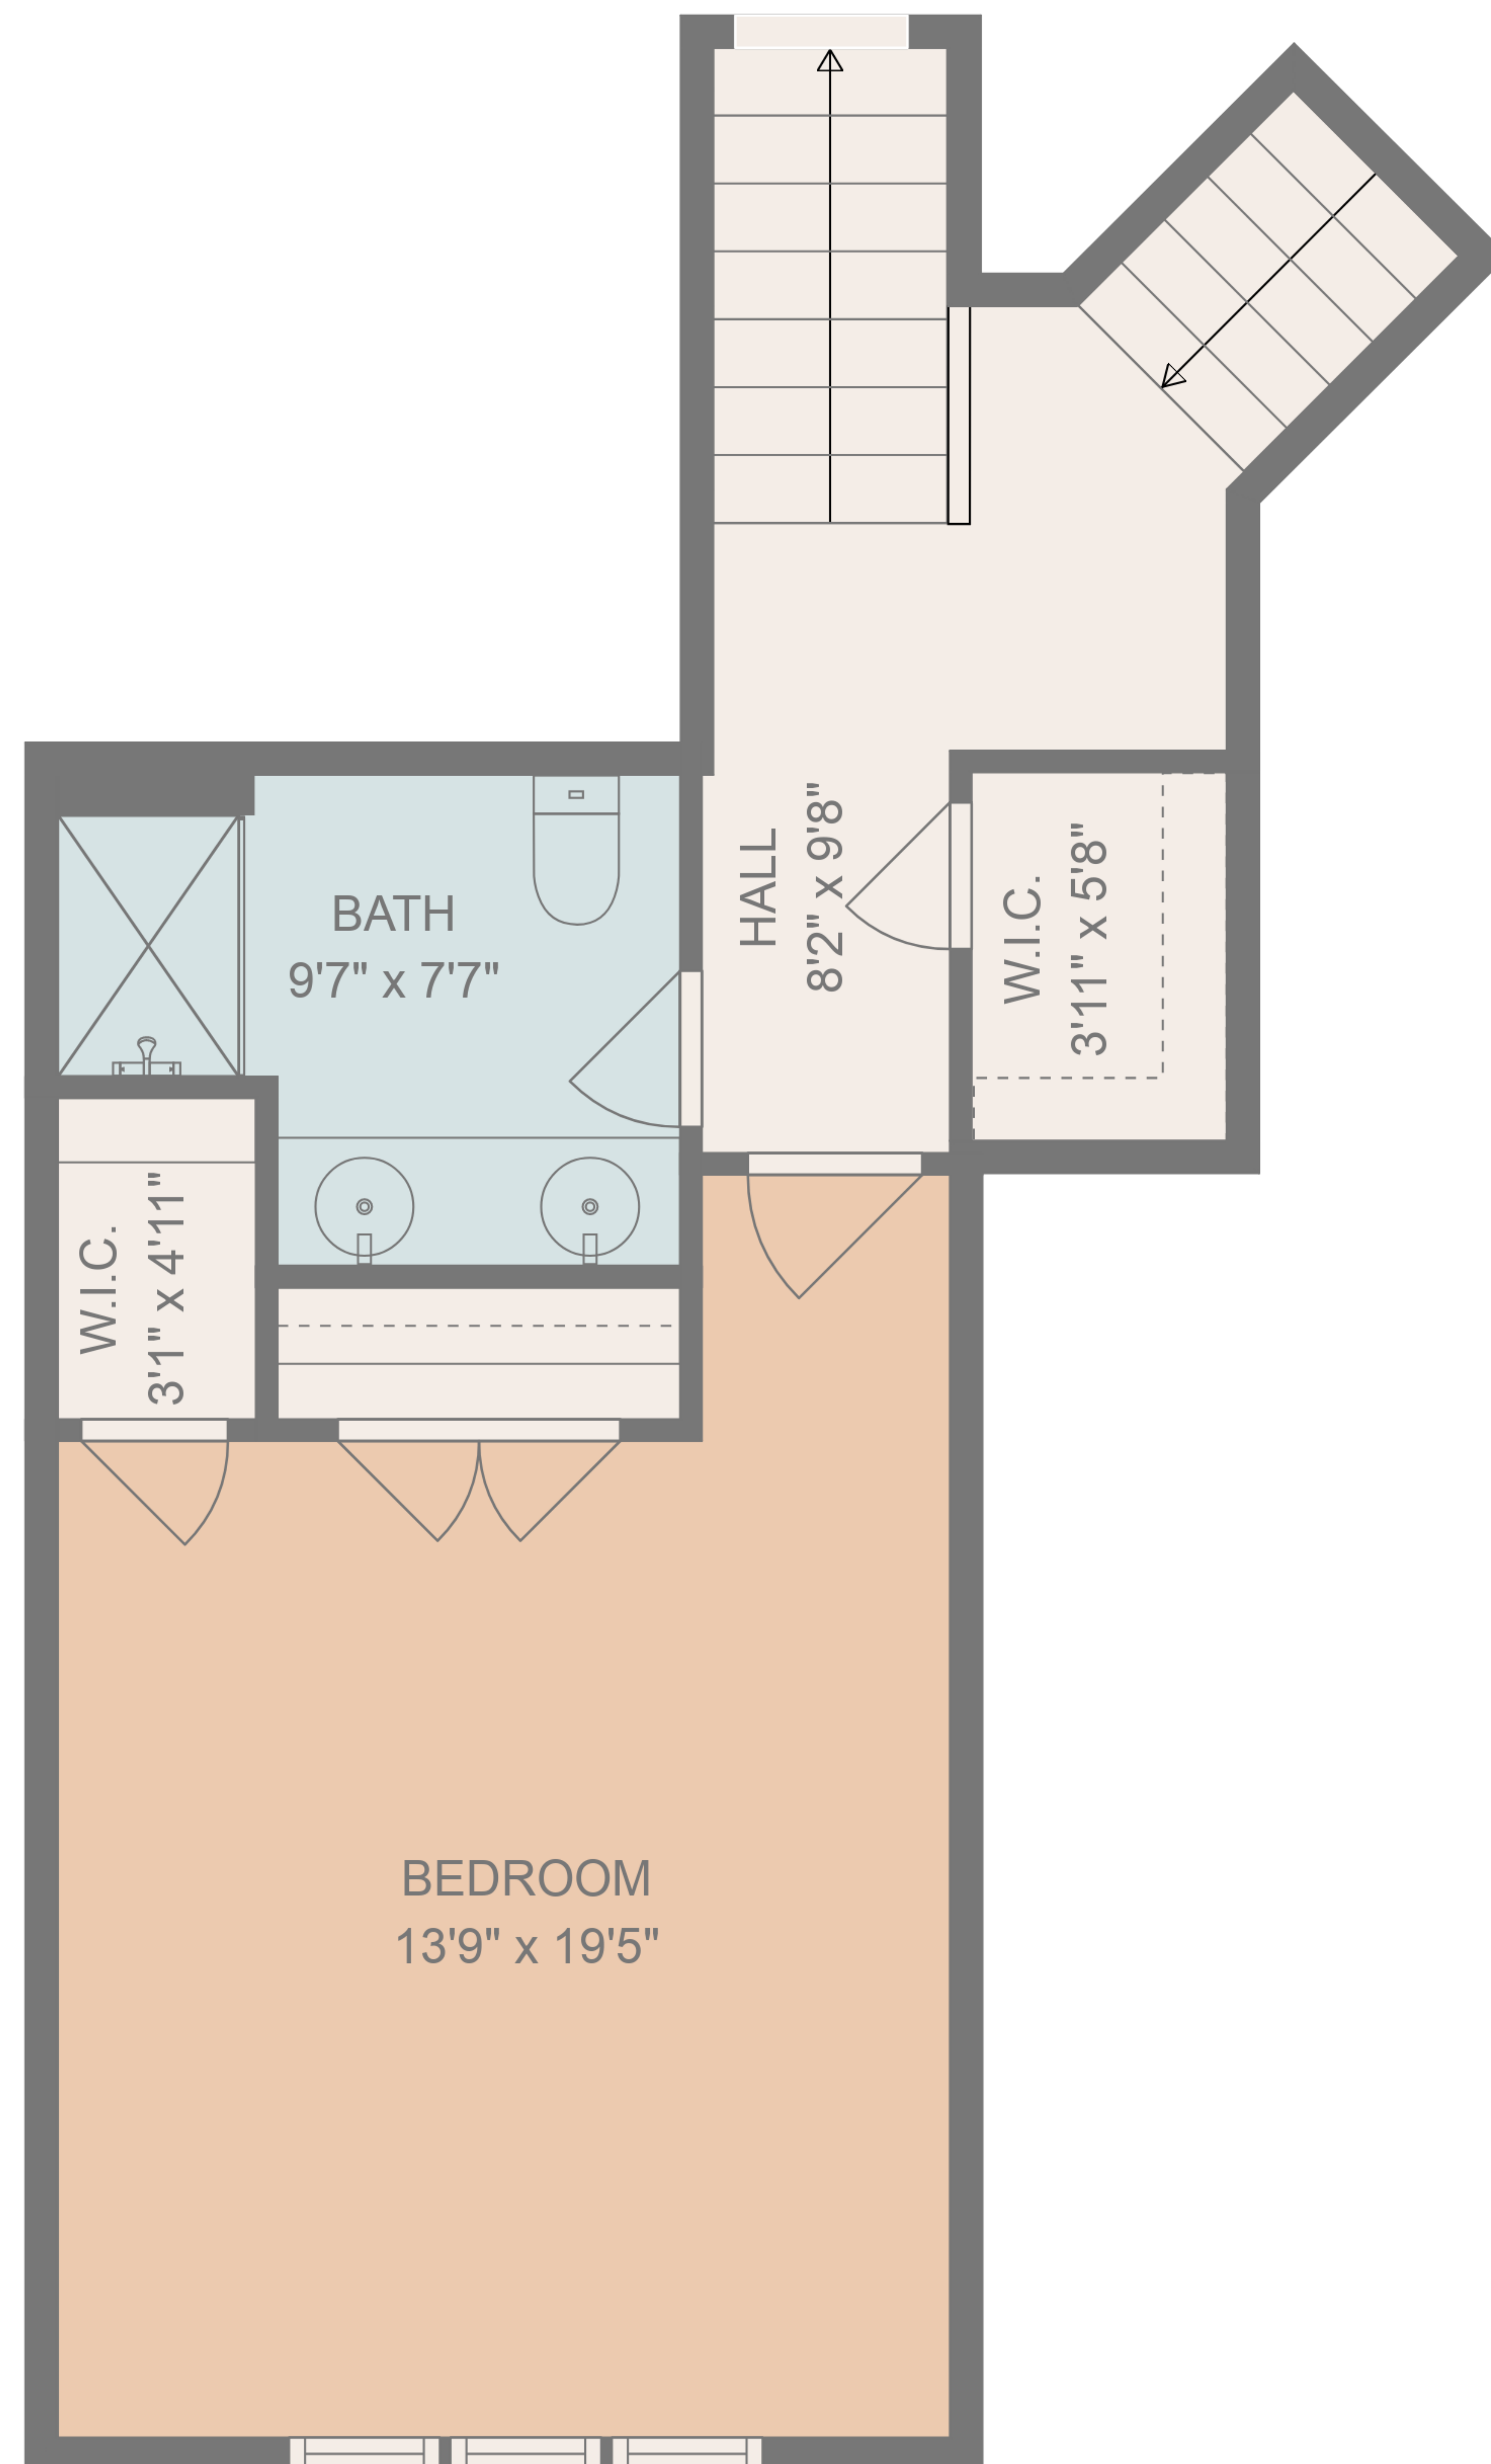 HALL
8'2" x 9'8"
W.I.C.
3'11" x 5'8"
BATH
9'7" x 7'7"
W.I.C.
3'1" x 4'11"
BEDROOM
13'9" x 19'5"